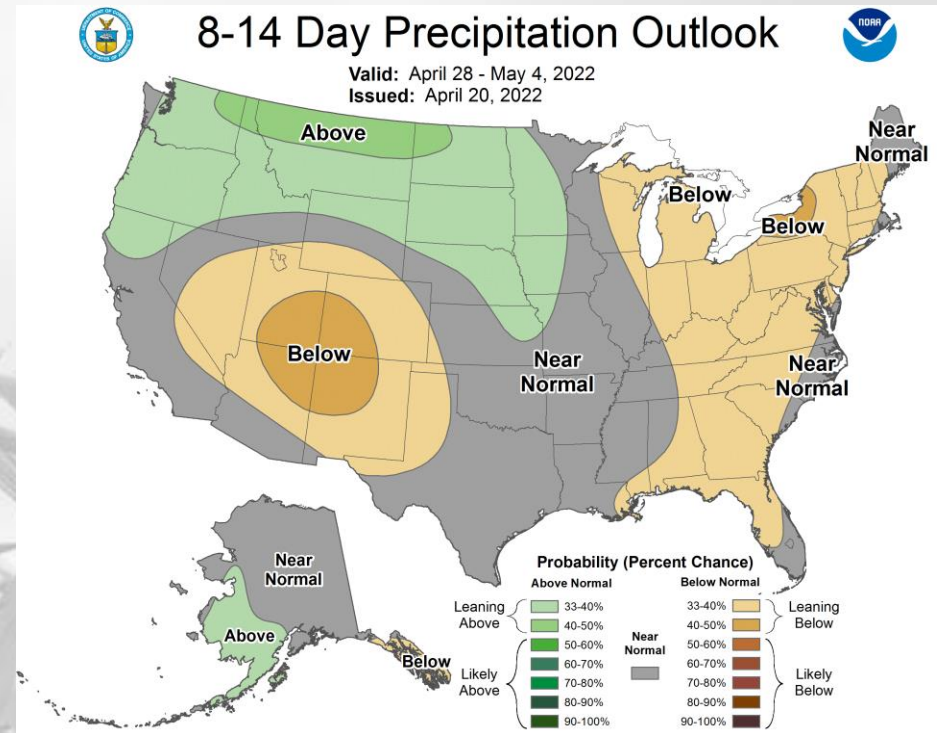 8-14 Day Precipitation Outlook
NOAA
Valid: April 28 - May 4, 2022
Issued: April 20, 2022
Above
Near
Normal
Below
Below
Below
Near
Normal
Near
Normal
Near
Normal
Above
Below
Probability (Percent Chance)
Above Normal
Below Normal
Leaning
Above
33-40%
40-50%
Likely
Above
50-60%
60-70%
70-80%
80-90%
90-100%
Near
Normal
33-40%
40-50%
Leaning
Below
50-60%
60-70%
70-80%
80-90%
90-100%
Likely
Below